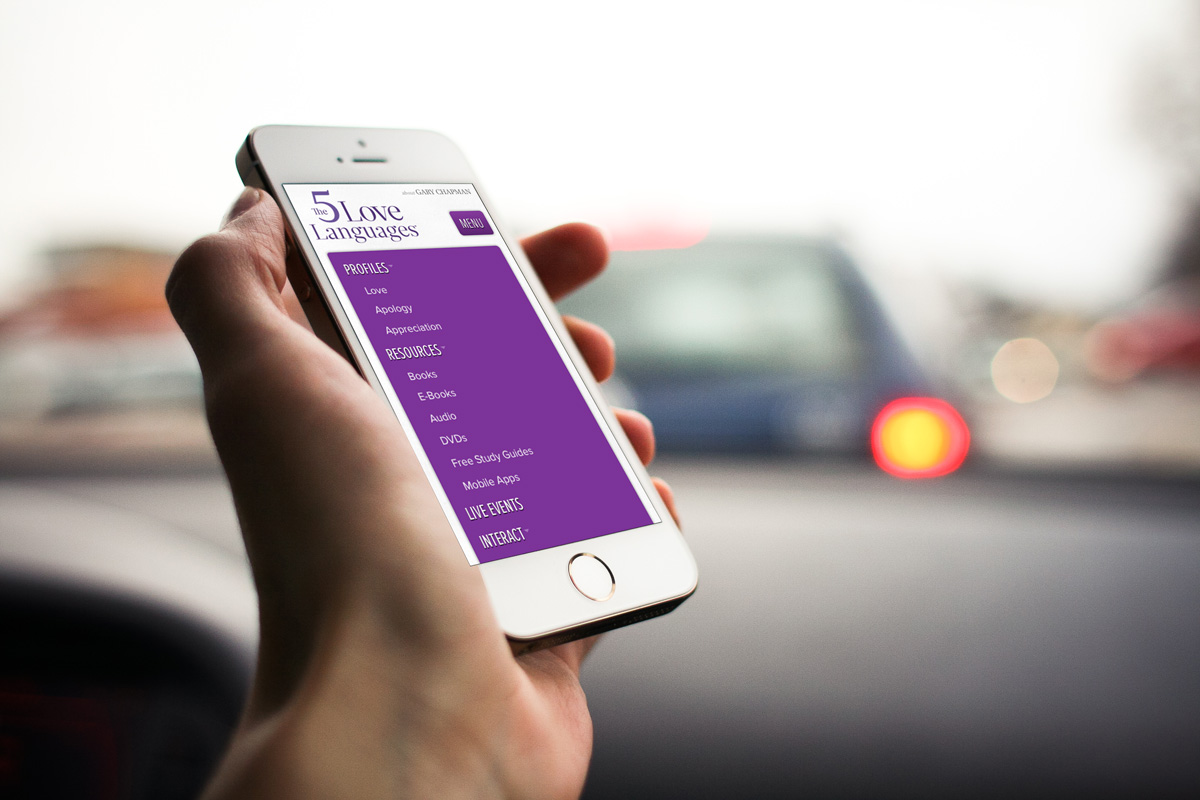 about GARY CHAPMAN
The 5 Love
Languages
MENU
PROFILES
Love
Apology
Appreciation
RESOURCES
Books
E-Books
Audio
DVDs
Free Study Guides
Mobile Apps
LIVE EVENTS
INTERACT